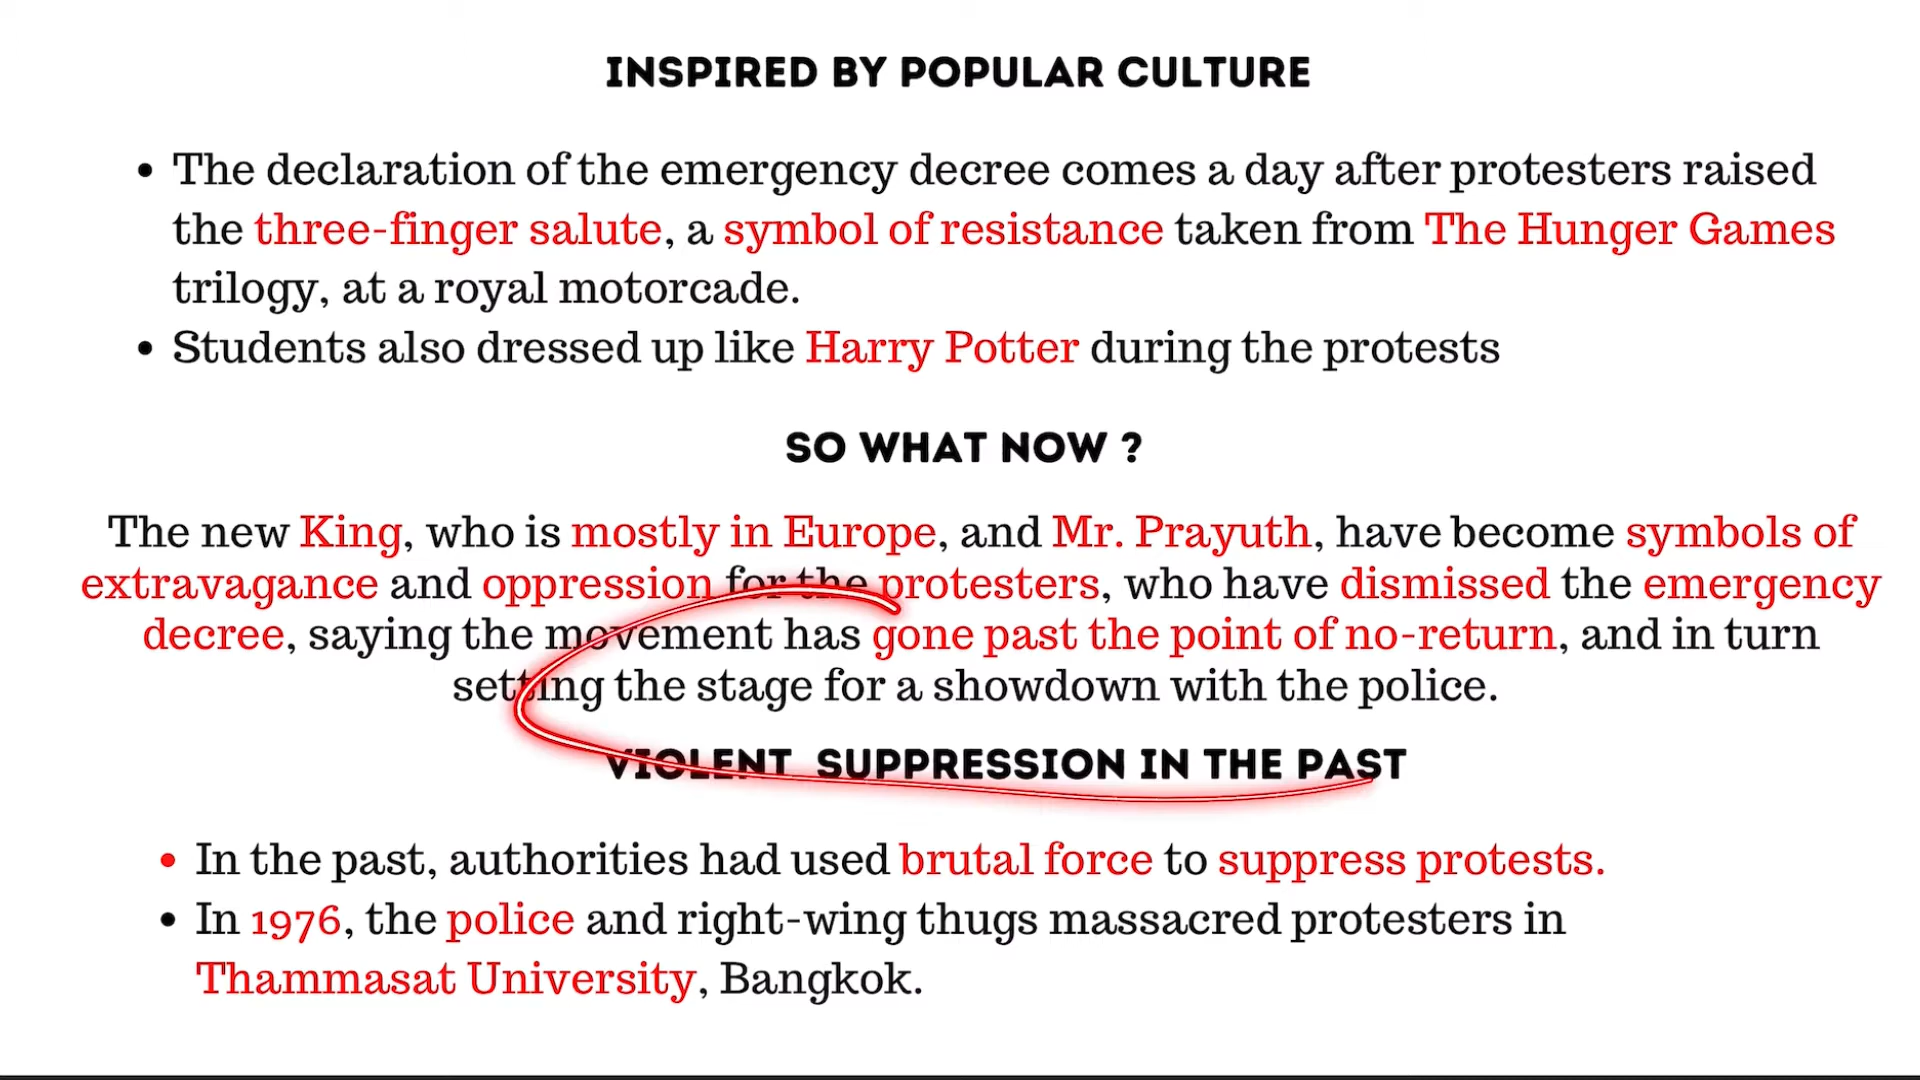 INSPIRED BY POPULAR CULTURE
• The declaration of the emergency decree comes a day after protesters raised
the three-finger salute, a symbol of resistance taken from The Hunger Games
trilogy, at a royal motorcade.
• Students also dressed up like Harry Potter during the protests
SO WHAT NOW ?
The new King, who is mostly in Europe, and Mr. Prayuth, have become symbols of
extravagance and oppression for the protesters, who have dismissed the emergency
decree, saying the movement has gone past the point of no-return, and in turn
setting the stage for a showdown with the police.
VIOLENT SUPPRESSION IN THE PAST
• In the past, authorities had used brutal force to suppress protests.
• In 1976, the police and right-wing thugs massacred protesters in
Thammasat University, Bangkok.